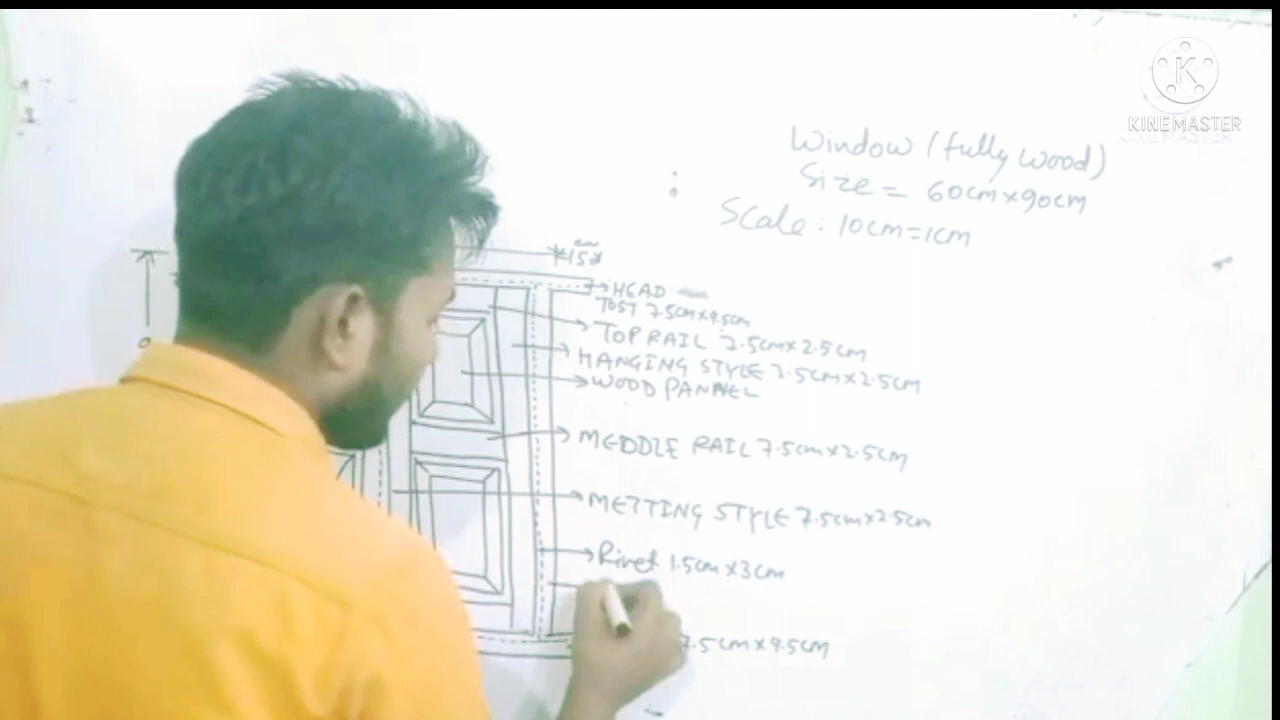 KINEMASTER
Window (fully wood)
Size = 60cm x 90cm
Scale : 10cm = 1cm
15
cm
HEAD
TOST 7.5cm x 9.5cm
TOP RAIL 7.5cm x 2.5cm
HANGING STYLE 7.5cm x 2.5cm
WOOD PANNEL
MEDDLE RAIL 7.5cm x 2.5cm
METTING STYLE 7.5cm x 2.5cm
Rivet 1.5cm x 3cm
7.5cm x 9.5cm